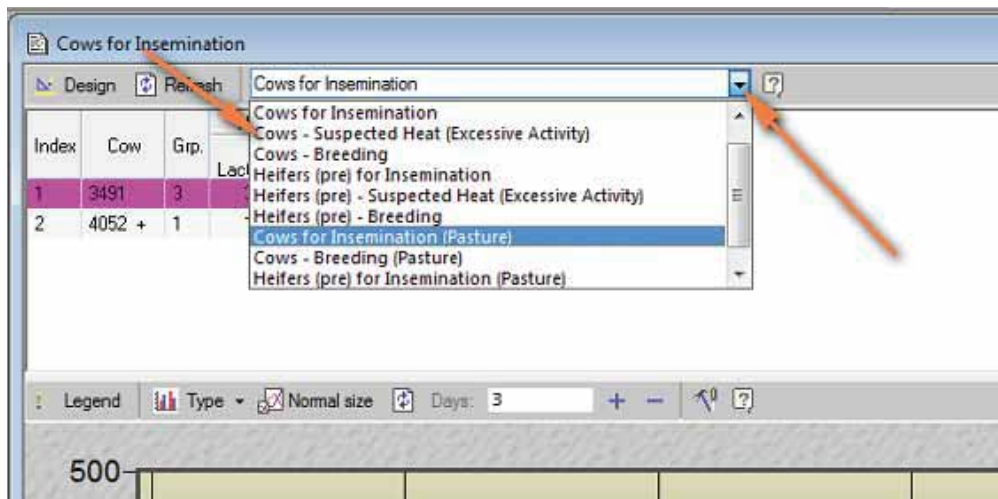 Cows for Insemination
Design Refresh Cows for Insemination
Index Cow Grp.
Cows for Insemination
Cows - Suspected Heat (Excessive Activity)
Cows - Breeding
Heifers (pre) for Insemination
Heifers (pre) - Suspected Heat (Excessive Activity)
Heifers (pre) - Breeding
Cows for Insemination (Pasture)
Cows - Breeding (Pasture)
Heifers (pre) for Insemination (Pasture)
1 3491 3
2 4052 + 1
Legend Type Normal size Days: 3 + −
500